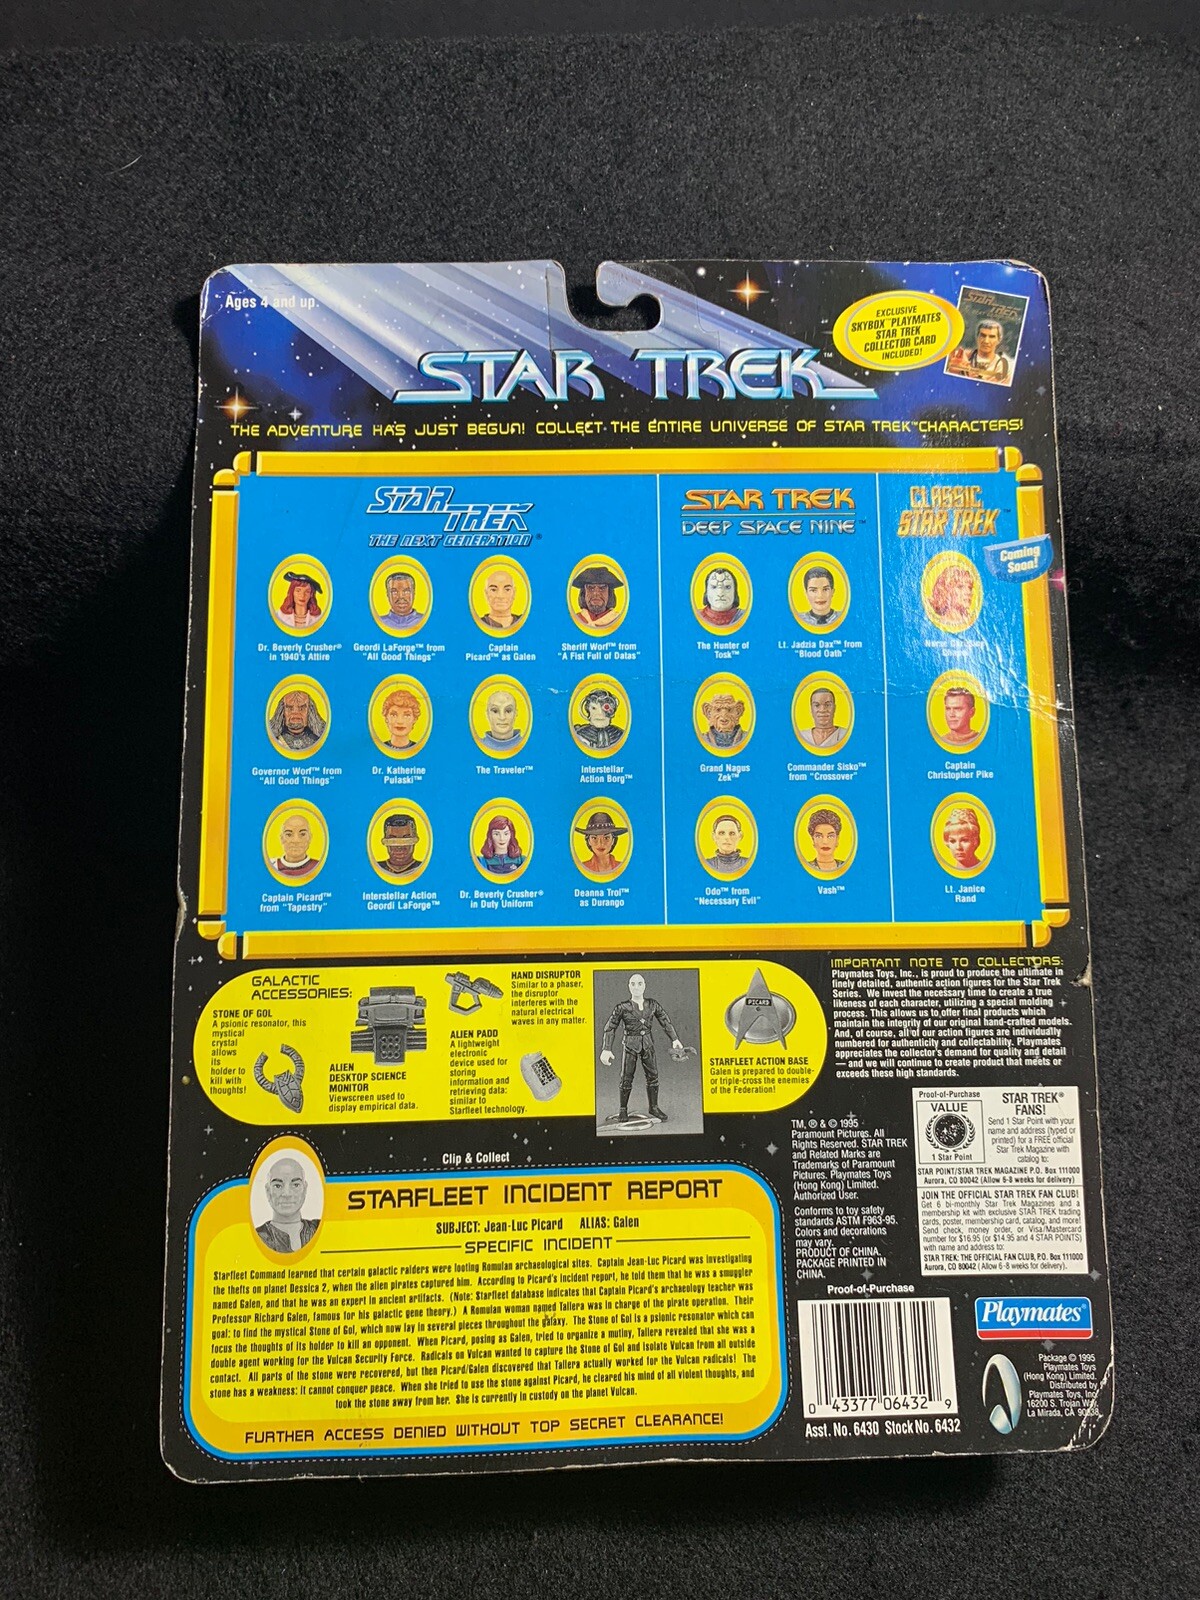 Ages 4 and up.
EXCLUSIVE
SKYBOX™ PLAYMATES
STAR TREK
COLLECTOR CARD
INCLUDED!
STAR TREK
STAR TREK™
THE ADVENTURE HAS JUST BEGUN! COLLECT THE ENTIRE UNIVERSE OF STAR TREK™ CHARACTERS!
STAR TREK
THE NEXT GENERATION®
Dr. Beverly Crusher®
in 1940's Attire
Geordi LaForge™ from
"All Good Things"
Captain
Picard™ as Galen
Sheriff Worf™ from
"A Fist Full of Datas"
Governor Worf™ from
"All Good Things"
Dr. Katherine
Pulaski™
The Traveler™
Interstellar
Action Borg™
Captain Picard™
from "Tapestry"
Interstellar Action
Geordi LaForge™
Dr. Beverly Crusher®
in Duty Uniform
Deanna Troi™
as Durango
STAR TREK
DEEP SPACE NINE™
The Hunter of
Tosk™
Lt. Jadzia Dax™ from
"Blood Oath"
Grand Nagus
Zek™
Commander Sisko™
from "Crossover"
Odo™ from
"Necessary Evil"
Vash™
CLASSIC
STAR TREK™
Coming
Soon!
Nurse
Captain
Christopher Pike
Lt. Janice
Rand
GALACTIC
ACCESSORIES:
STONE OF GOL
A psionic resonator, this
mystical
crystal
allows
its
holder to
kill with
thoughts!
ALIEN
DESKTOP SCIENCE
MONITOR
Viewscreen used to
display empirical data.
HAND DISRUPTOR
Similar to a phaser,
the disruptor
interferes with the
natural electrical
waves in any matter.
ALIEN PADD
A lightweight
electronic
device used for
storing
information and
retrieving data:
similar to
Starfleet technology.
PICARD
STARFLEET ACTION BASE
Galen is prepared to double-
or triple-cross the enemies
of the Federation!
IMPORTANT NOTE TO COLLECTORS:
Playmates Toys, Inc., is proud to produce the ultimate in
finely detailed, authentic action figures for the Star Trek
Series. We invest the necessary time to create a true
likeness of each character, utilizing a special molding
process. This allows us to offer final products which
maintain the integrity of our original hand-crafted models.
And, of course, all of our action figures are individually
numbered for authenticity and collectability. Playmates
appreciates the collector's demand for quality and detail
— and we will continue to produce product that meets or
exceeds these high standards.
Clip & Collect
STARFLEET INCIDENT REPORT
SUBJECT: Jean-Luc Picard ALIAS: Galen
SPECIFIC INCIDENT
Starfleet Command learned that certain galactic raiders were looting Romulan archaeological sites. Captain Jean-Luc Picard was investigating
the thefts on planet Dessica 2, when the alien pirates captured him. According to Picard's incident report, he told them that he was a smuggler
named Galen, and that he was an expert in ancient artifacts. (Note: Starfleet database indicates that Captain Picard's archaeology teacher was
Professor Richard Galen, famous for his galactic gene theory.) A Romulan woman named Tallera was in charge of the pirate operation. Their
goal: to find the mystical Stone of Gol, which now lay in several pieces throughout the galaxy. The Stone of Gol is a psionic resonator which can
focus the thoughts of its holder to kill an opponent. When Picard, posing as Galen, tried to organize a mutiny, Tallera revealed that she was a
double agent working for the Vulcan Security Force. Radicals on Vulcan wanted to capture the Stone of Gol and isolate Vulcan from all outside
contact. All parts of the stone were recovered, but then Picard/Galen discovered that Tallera actually worked for the Vulcan radicals! The
stone has a weakness: it cannot conquer peace. When she tried to use the stone against Picard, he cleared his mind of all violent thoughts, and
took the stone away from her. She is currently in custody on the planet Vulcan.
FURTHER ACCESS DENIED WITHOUT TOP SECRET CLEARANCE!
TM, ® & © 1995
Paramount Pictures. All
Rights Reserved. STAR TREK
and Related Marks are
Trademarks of Paramount
Pictures. Playmates Toys
(Hong Kong) Limited.
Authorized User.
Conforms to toy safety
standards ASTM F963-95.
Colors and decorations
may vary.
PRODUCT OF CHINA.
PACKAGE PRINTED IN
CHINA.
Proof-of-Purchase
VALUE
1 Star Point
STAR TREK®
FANS!
Send 1 Star Point with your
name and address (typed or
printed) for a FREE official
Star Trek Magazine with
catalog to:
STAR POINT/STAR TREK MAGAZINE P.O. Box 111000
Aurora, CO 80042 (Allow 6-8 weeks for delivery)
JOIN THE OFFICIAL STAR TREK FAN CLUB!
Get 6 bi-monthly Star Trek Magazines and a
membership kit with exclusive STAR TREK trading
cards, poster, membership card, catalog, and more!
Send check, money order, or Visa/Mastercard
number for $16.95 (or $14.95 and 4 STAR POINTS)
with name and address to:
STAR TREK: THE OFFICIAL FAN CLUB, P.O. Box 111000
Aurora, CO 80042 (Allow 6-8 weeks for delivery).
Proof-of-Purchase
0 43377 06432 9
Asst. No. 6430 Stock No. 6432
Playmates®
Package © 1995
Playmates Toys
(Hong Kong) Limited.
Distributed by
Playmates Toys, Inc.
16200 S. Trojan Way,
La Mirada, CA 90638